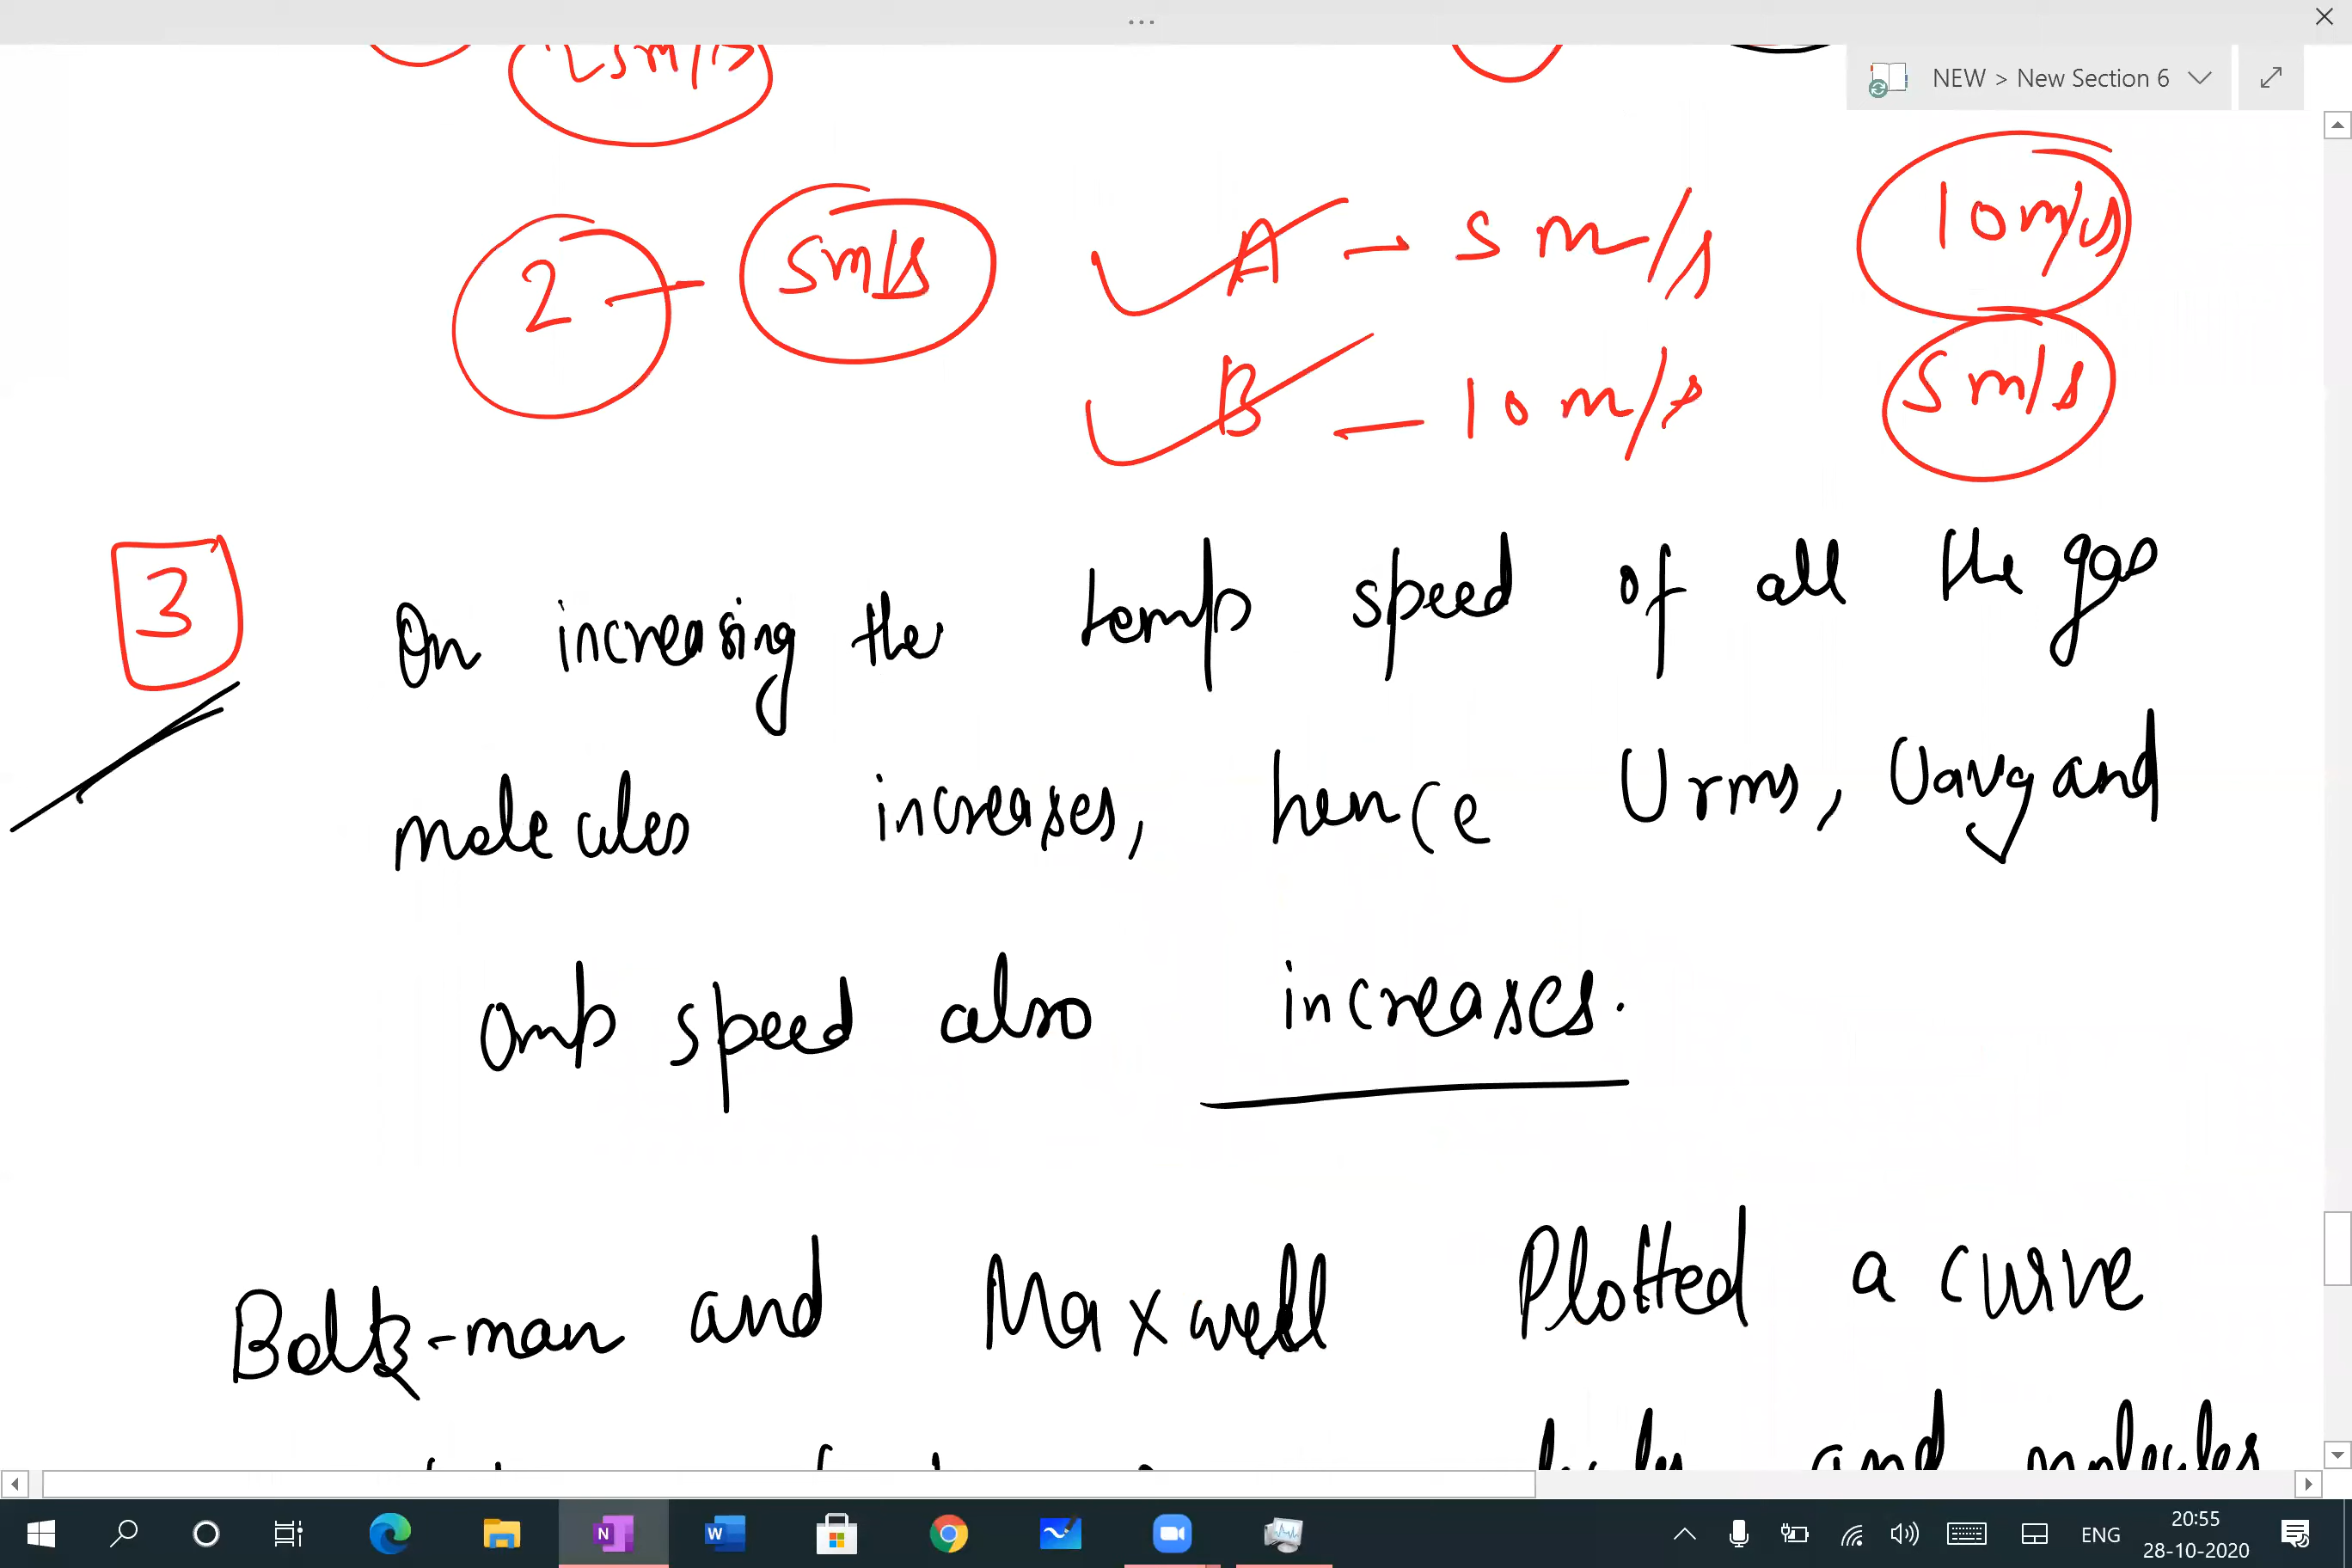 NEW > New Section 6
10m/s
2 — 5m/s A — 5 m/s
B — 10 m/s 5m/s
3 On increasing the temp speed of all the gas
molecules increases, hence Urms, Uavg and
Ump speed also increases.
Boltz-man and Maxwell Plotted a curve
and molecules
W
N
ENG
20:55
28-10-2020